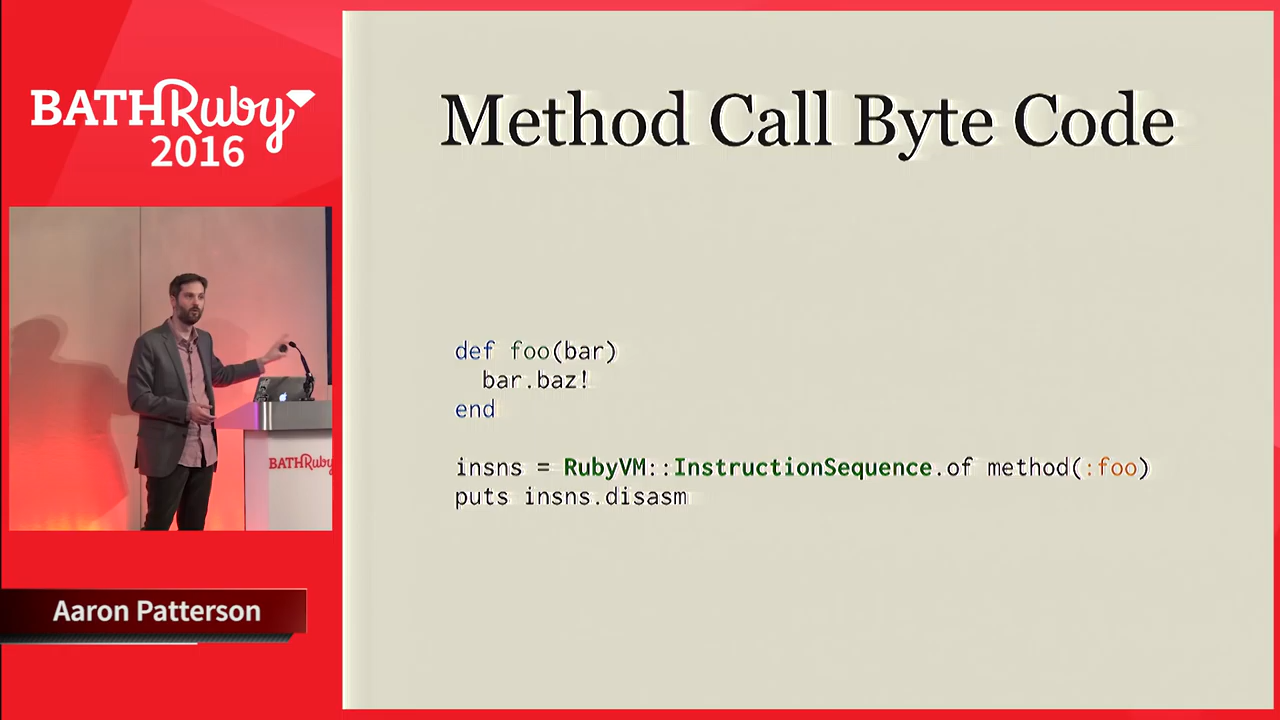 BATHRuby
2016
Method Call Byte Code
def foo(bar)
  bar.baz!
end
insns = RubyVM::InstructionSequence.of method(:foo)
puts insns.disasm
BATHRuby
Aaron Patterson